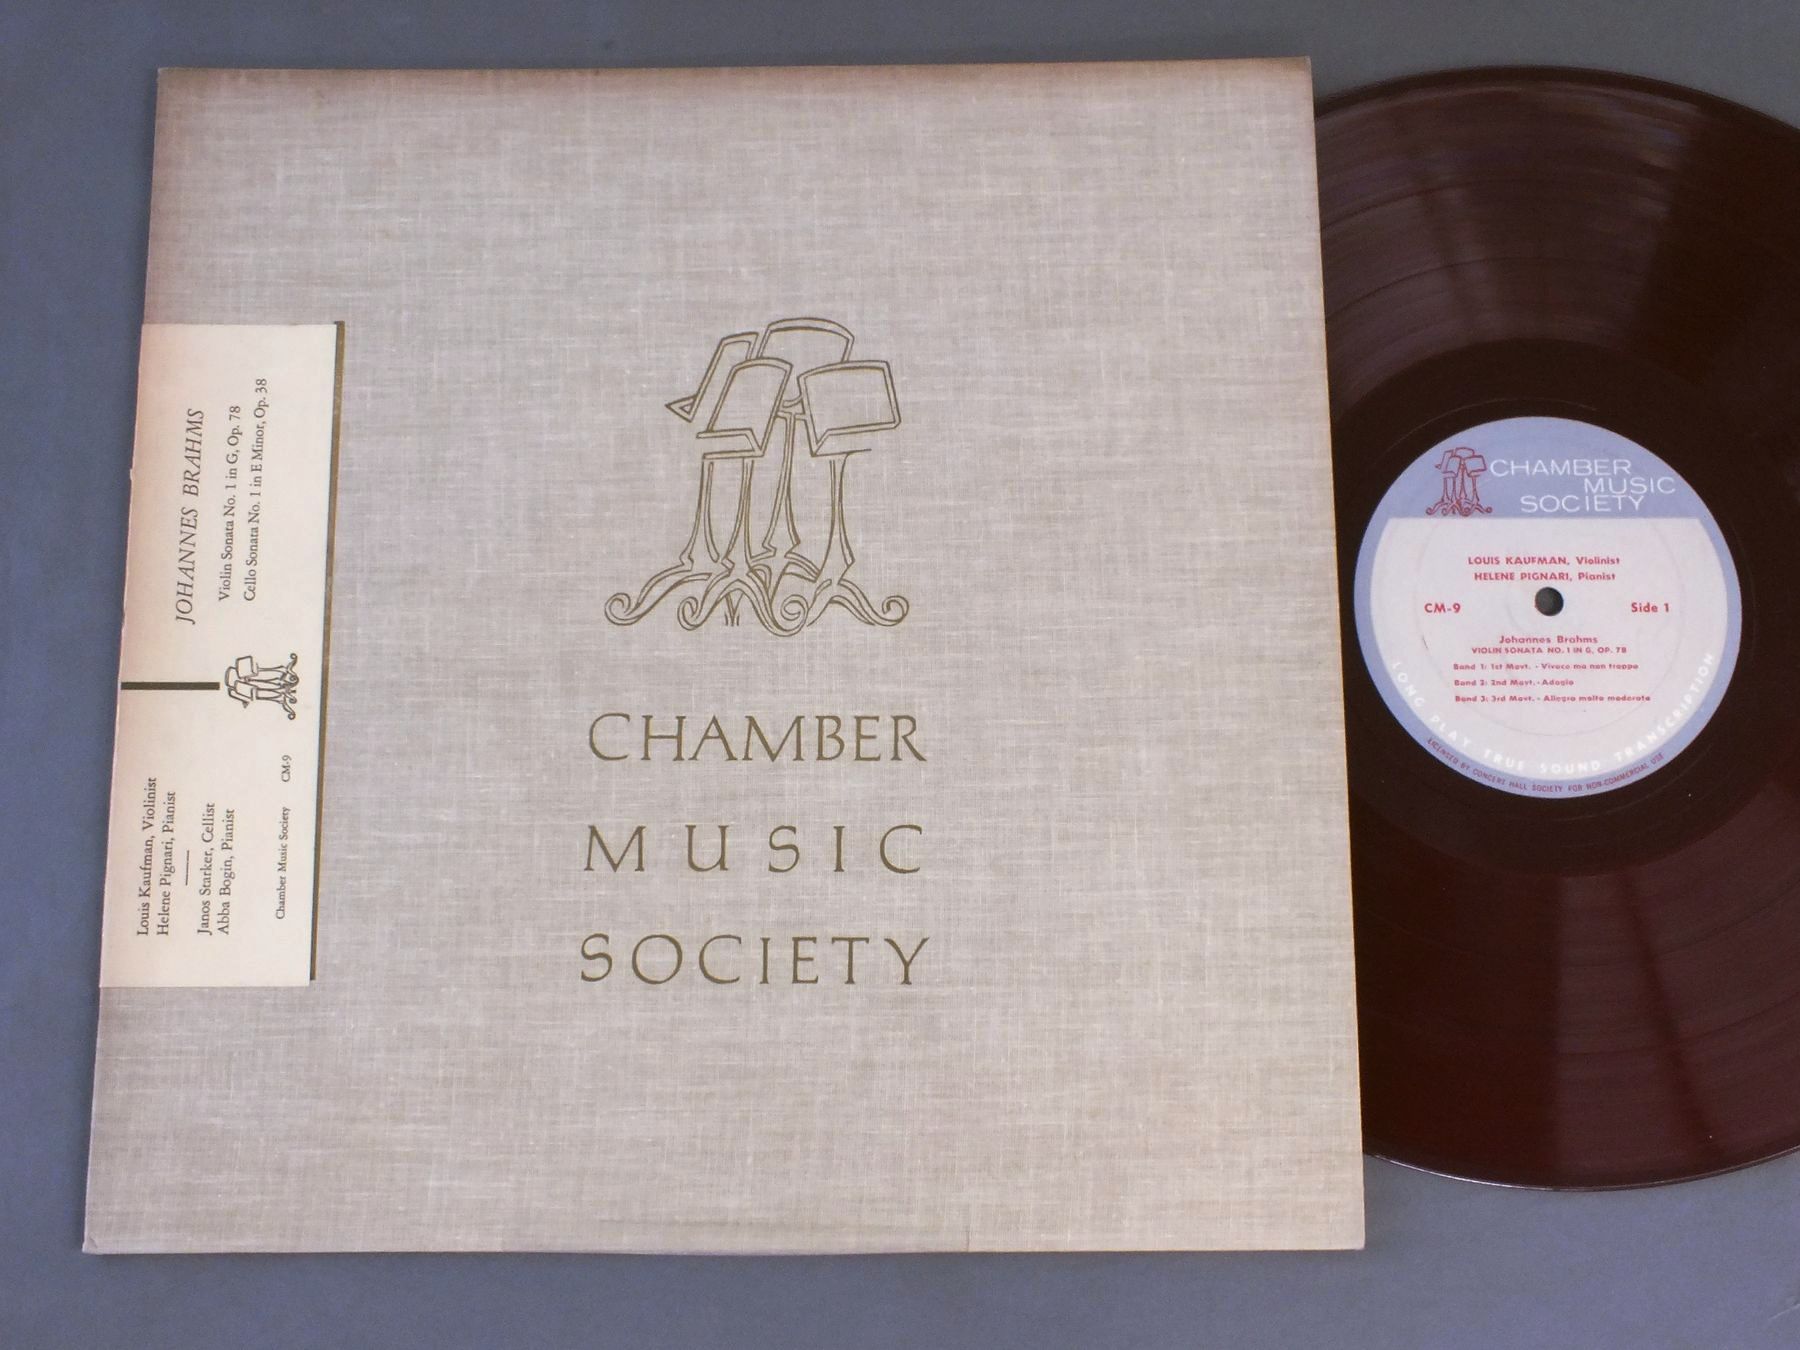 JOHANNES BRAHMS
Violin Sonata No. 1 in G, Op. 78
Cello Sonata No. 1 in E Minor, Op. 38
Louis Kaufman, Violinist
Helene Pignari, Pianist
Janos Starker, Cellist
Abba Bogin, Pianist
Chamber Music Society CM-9
CHAMBER
MUSIC
SOCIETY
CHAMBER
MUSIC
SOCIETY
LOUIS KAUFMAN, Violinist
HELENE PIGNARI, Pianist
CM-9 Side 1
Johannes Brahms
VIOLIN SONATA NO. 1 IN G, OP. 78
Band 1: 1st Movt. - Vivace ma non troppo
Band 2: 2nd Movt. - Adagio
Band 3: 3rd Movt. - Allegro molto moderato
LONG PLAY TRUE SOUND TRANSCRIPTION
LICENSED BY CONCERT HALL SOCIETY FOR NON-COMMERCIAL USE